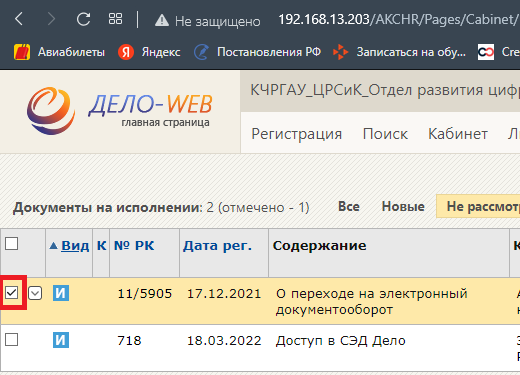 Не защищено 192.168.13.203/AKCHR/Pages/Cabinet/
Авиабилеты Яндекс Постановления РФ Записаться на обу... Cre
ДЕЛО-WEB
главная страница
КЧРГАУ_ЦРСиК_Отдел развития циф
Регистрация Поиск Кабинет Л
Документы на исполнении: 2 (отмечено - 1) Все Новые Не рассмот
Вид К № РК Дата рег. Содержание К
И 11/5905 17.12.2021 О переходе на электронный
документооборот
И 718 18.03.2022 Доступ в СЭД Дело